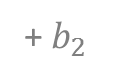 + b₂